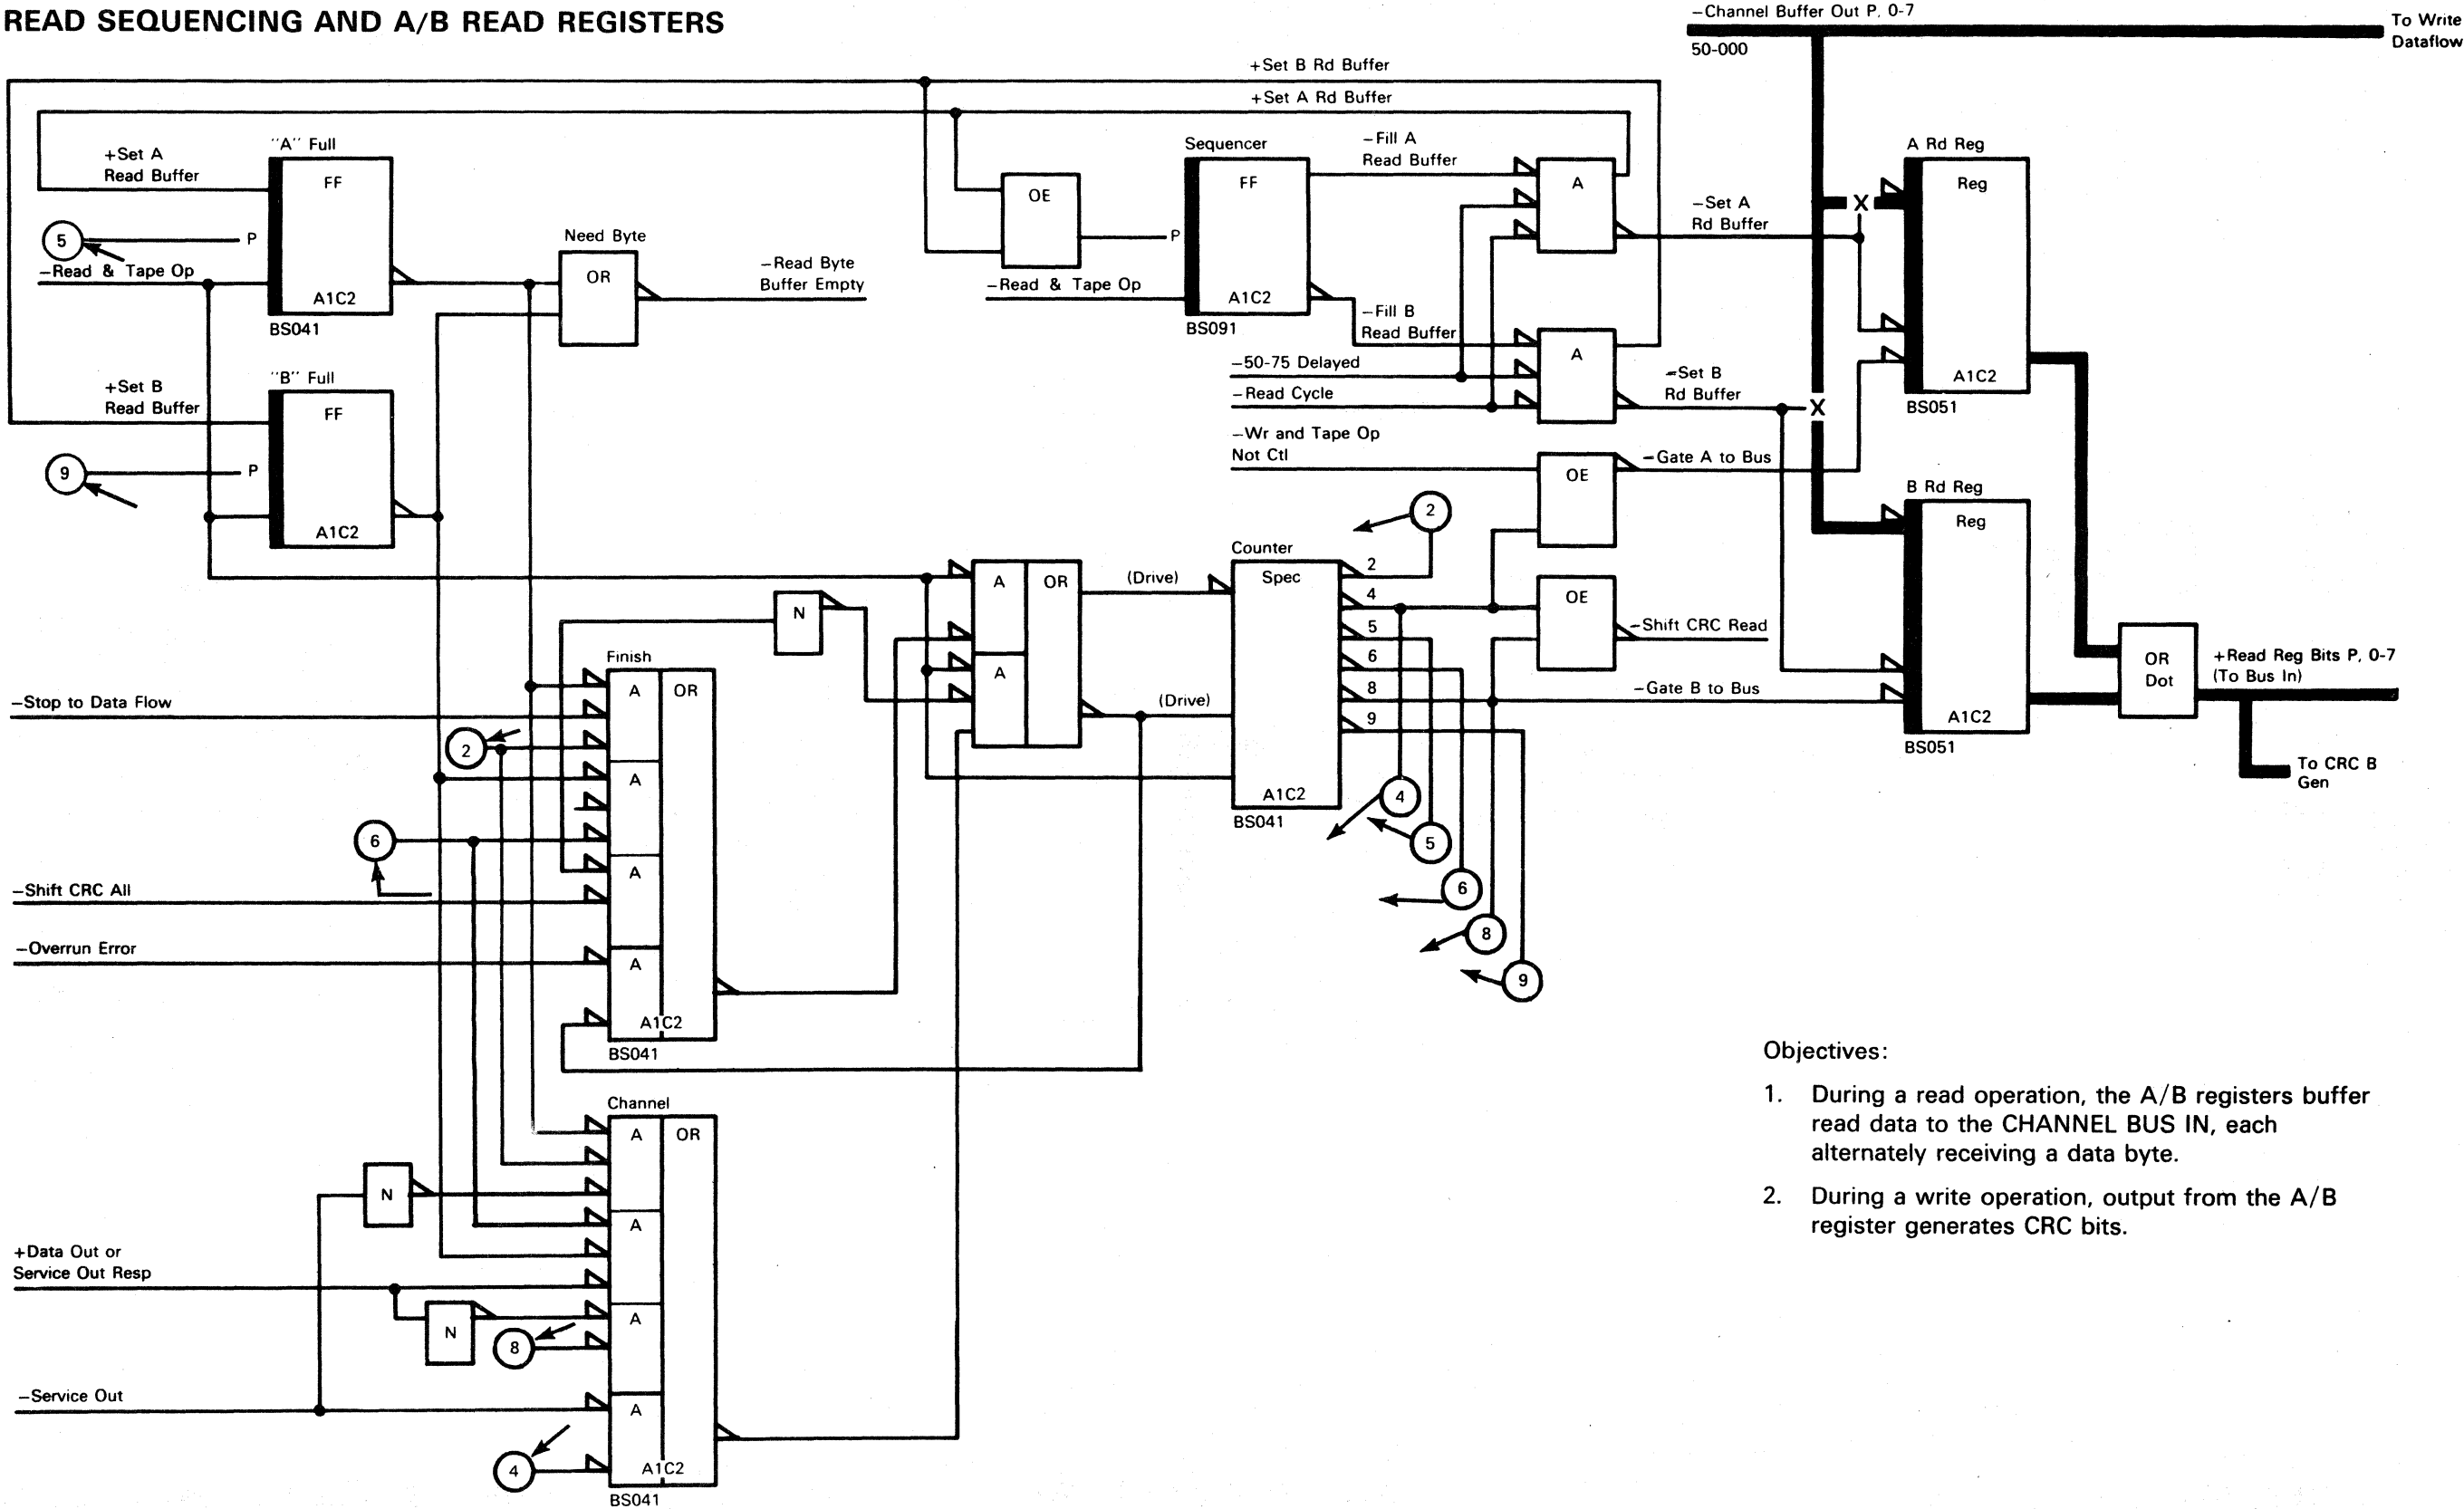 READ SEQUENCING AND A/B READ REGISTERS
–Channel Buffer Out P, 0-7
50-000
To Write
Dataflow
+Set B Rd Buffer
+Set A Rd Buffer
"A" Full
+Set A
Read Buffer
FF
5
P
–Read & Tape Op
A1C2
BS041
Need Byte
OR
–Read Byte
Buffer Empty
"B" Full
+Set B
Read Buffer
FF
9
P
A1C2
OE
–Read & Tape Op
Sequencer
FF
P
A1C2
BS091
–Fill A
Read Buffer
A
–Fill B
Read Buffer
A
–50-75 Delayed
–Read Cycle
–Set A
Rd Buffer
–Set B
Rd Buffer
X
X
A Rd Reg
Reg
A1C2
BS051
–Wr and Tape Op
Not Ctl
OE
–Gate A to Bus
B Rd Reg
Reg
A1C2
BS051
2
Counter
Spec
2
4
5
6
8
9
A1C2
BS041
OE
–Shift CRC Read
–Gate B to Bus
OR
Dot
+Read Reg Bits P, 0-7
(To Bus In)
To CRC B
Gen
A
OR
A
(Drive)
(Drive)
N
4
5
6
8
9
Finish
A
OR
A
A
A
A1C2
BS041
–Stop to Data Flow
2
6
–Shift CRC All
–Overrun Error
Channel
A
OR
A
A
A
A1C2
BS041
N
+Data Out or
Service Out Resp
N
8
–Service Out
4
Objectives:
1. During a read operation, the A/B registers buffer
read data to the CHANNEL BUS IN, each
alternately receiving a data byte.
2. During a write operation, output from the A/B
register generates CRC bits.